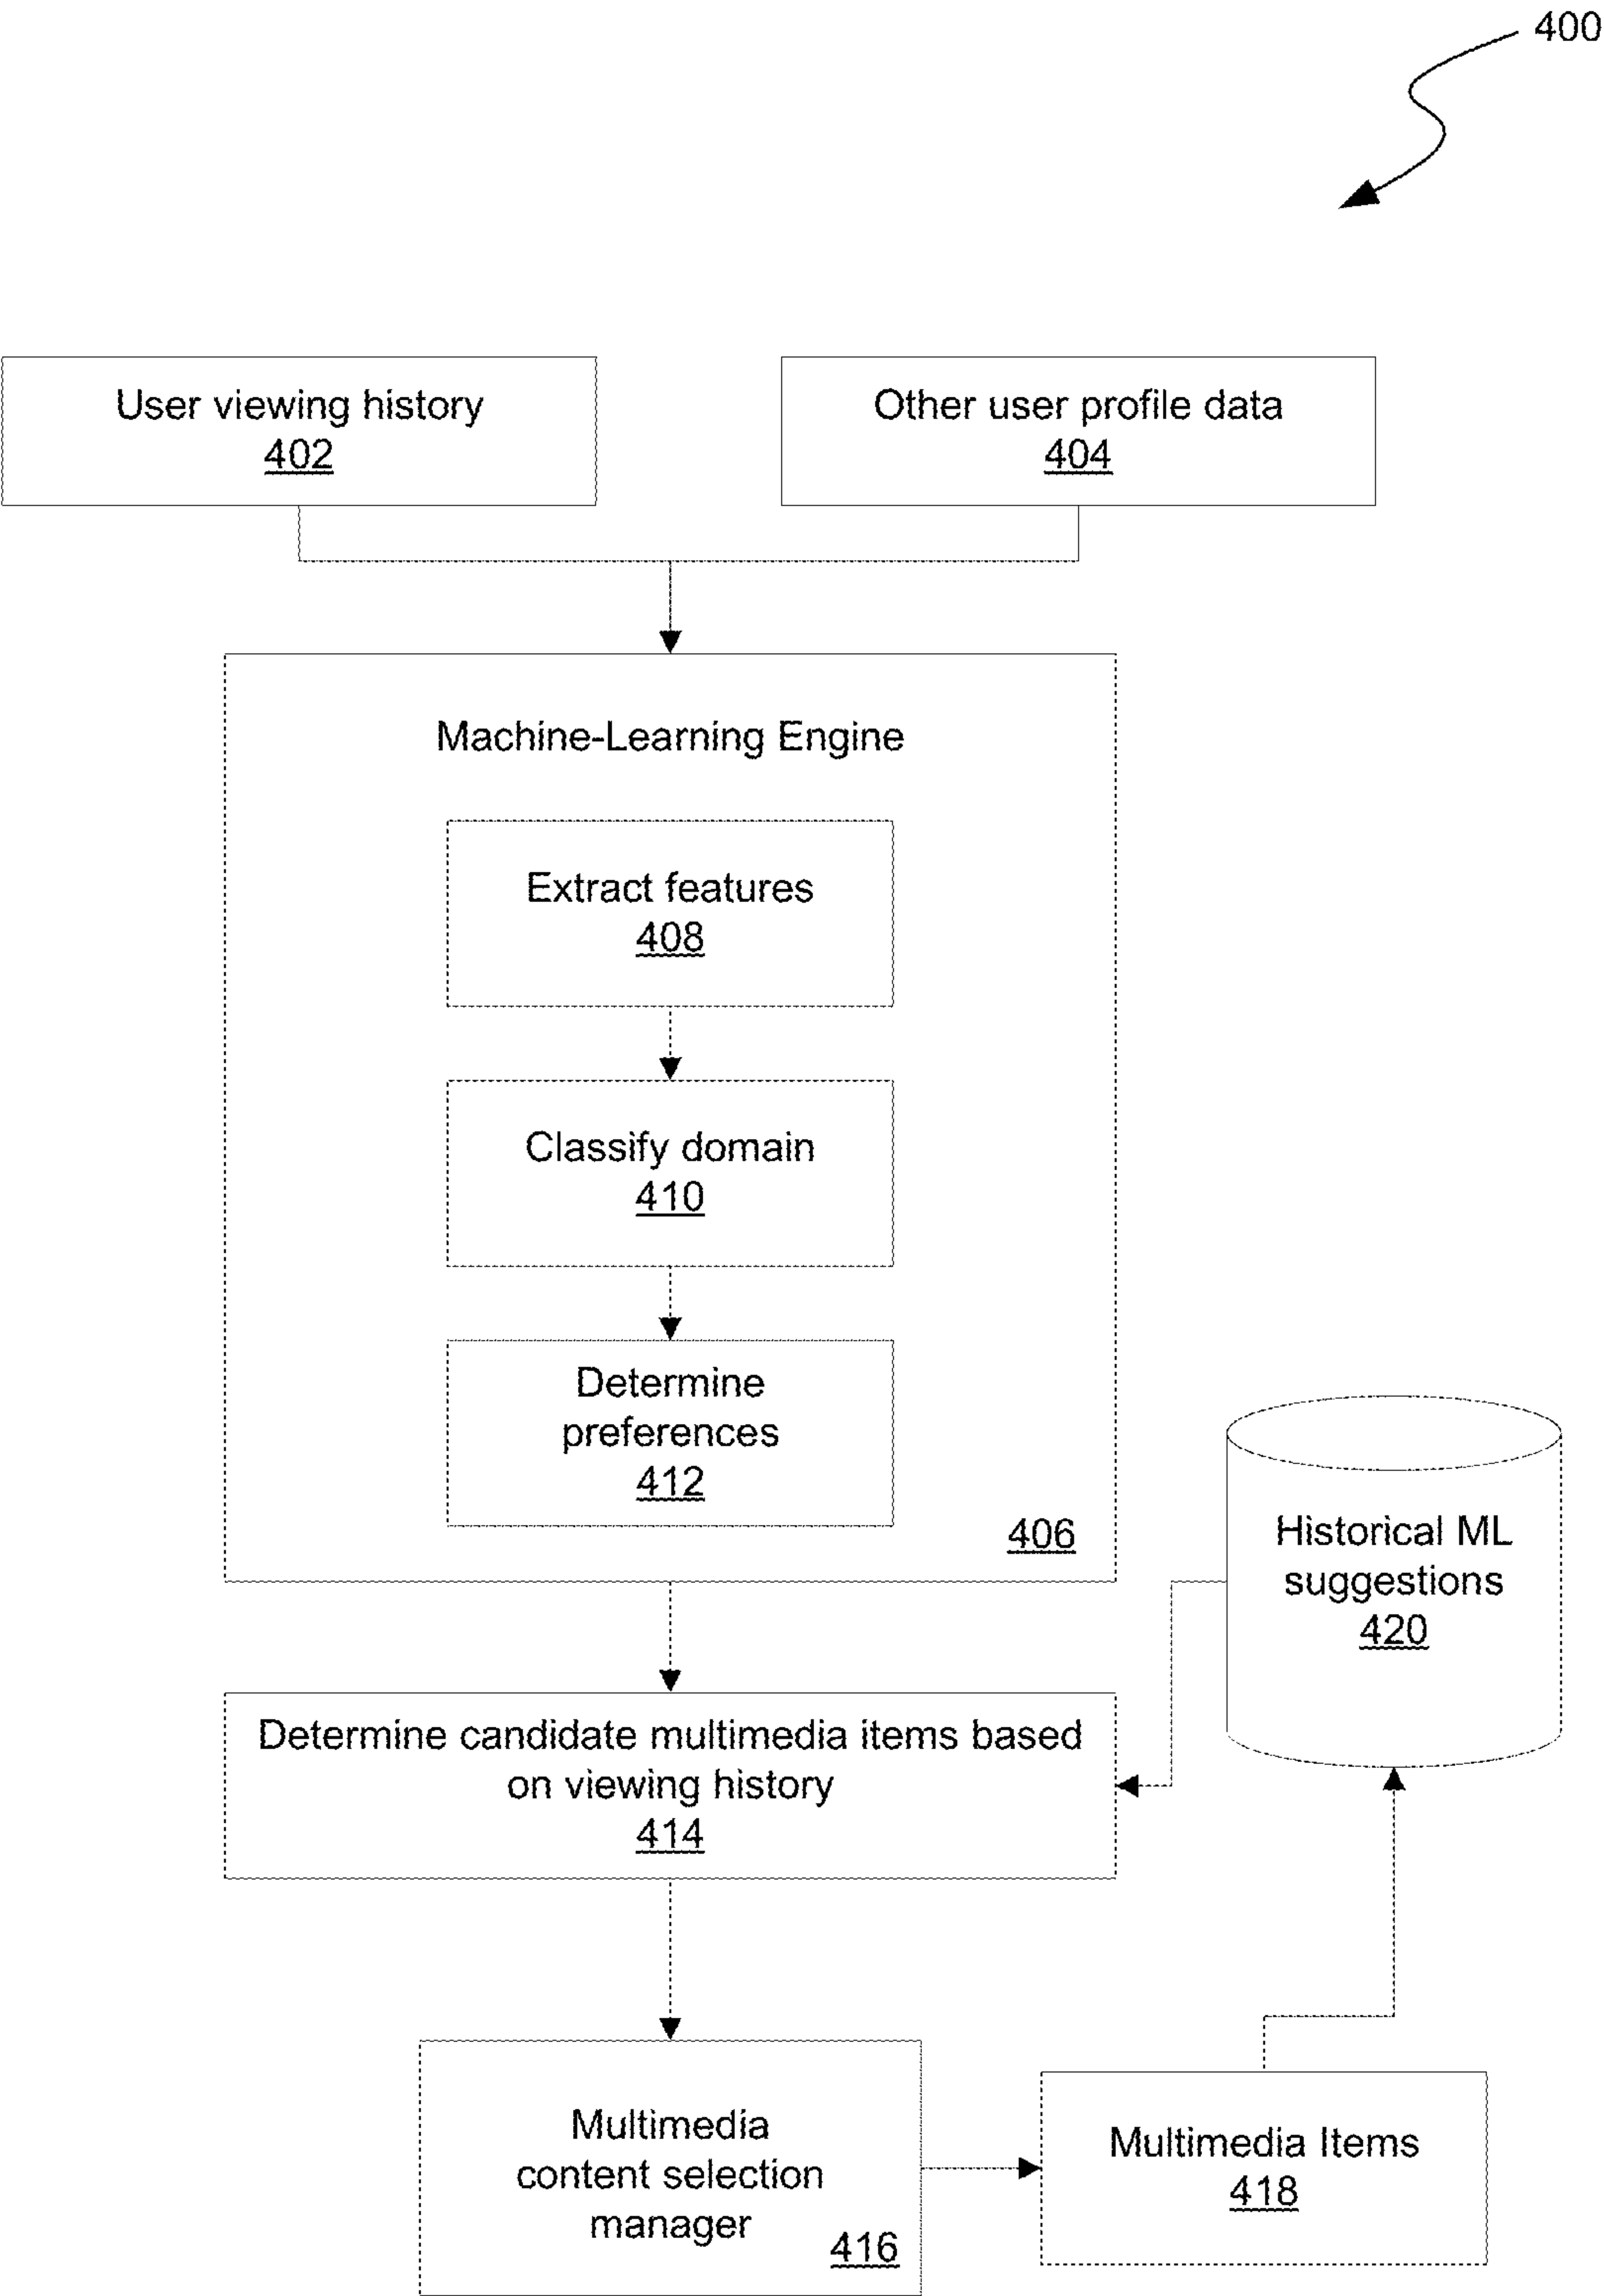 400
User viewing history
402
Other user profile data
404
Machine-Learning Engine
Extract features
408
Classify domain
410
Determine
preferences
412
406
Historical ML
suggestions
420
Determine candidate multimedia items based
on viewing history
414
Multimedia
content selection
manager
416
Multimedia Items
418